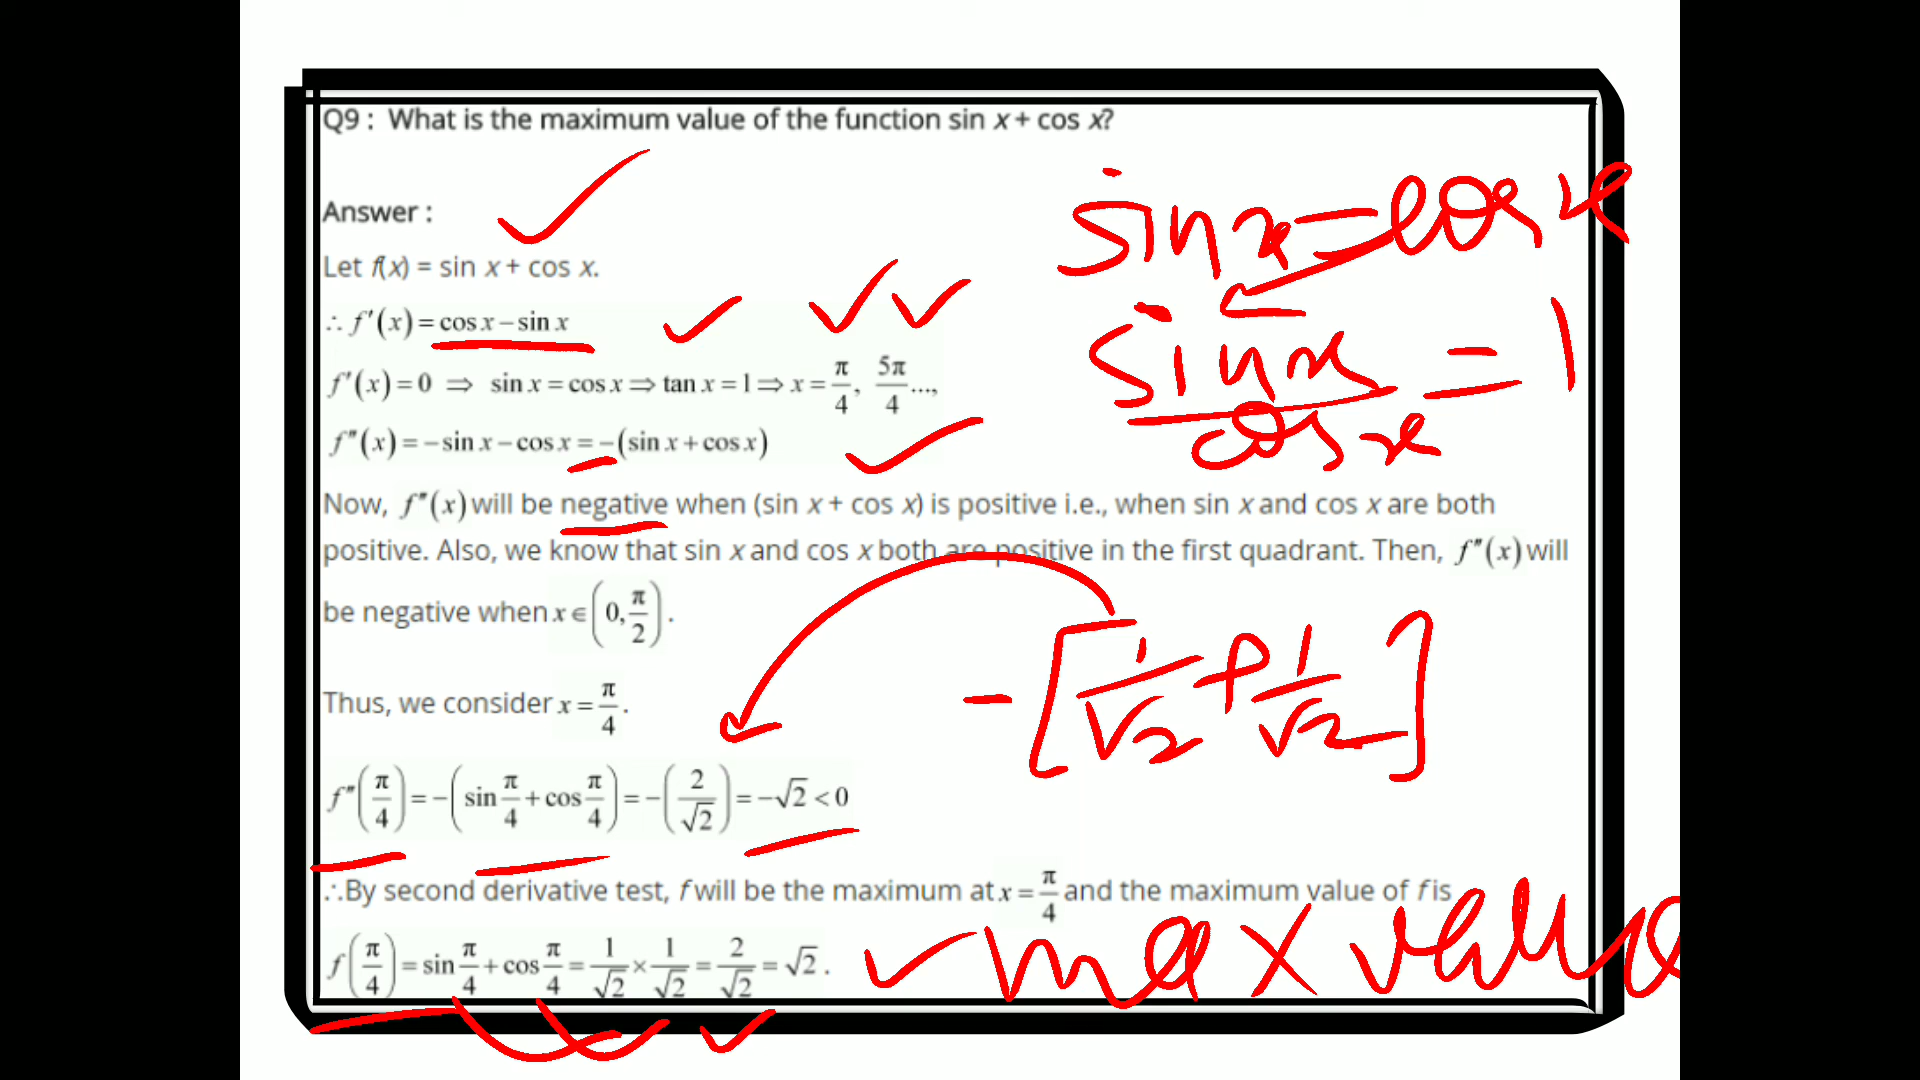 Q9 : What is the maximum value of the function sin x + cos x?
sin x = cos x
Answer :
Let f(x) = sin x + cos x.
∴ f′(x) = cos x − sin x
sin x / cos x = 1
f′(x) = 0 ⇒ sin x = cos x ⇒ tan x = 1 ⇒ x = π/4, 5π/4 ....,
f″(x) = − sin x − cos x = −(sin x + cos x)
Now, f″(x) will be negative when (sin x + cos x) is positive i.e., when sin x and cos x are both
positive. Also, we know that sin x and cos x both are positive in the first quadrant. Then, f″(x) will
be negative when x ∈ (0, π/2).
− [1/√2 + 1/√2]
Thus, we consider x = π/4.
f″(π/4) = −(sin π/4 + cos π/4) = −(2/√2) = −√2 < 0
∴By second derivative test, f will be the maximum at x = π/4 and the maximum value of f is
f(π/4) = sin π/4 + cos π/4 = 1/√2 × 1/√2 = 2/√2 = √2 .
max value